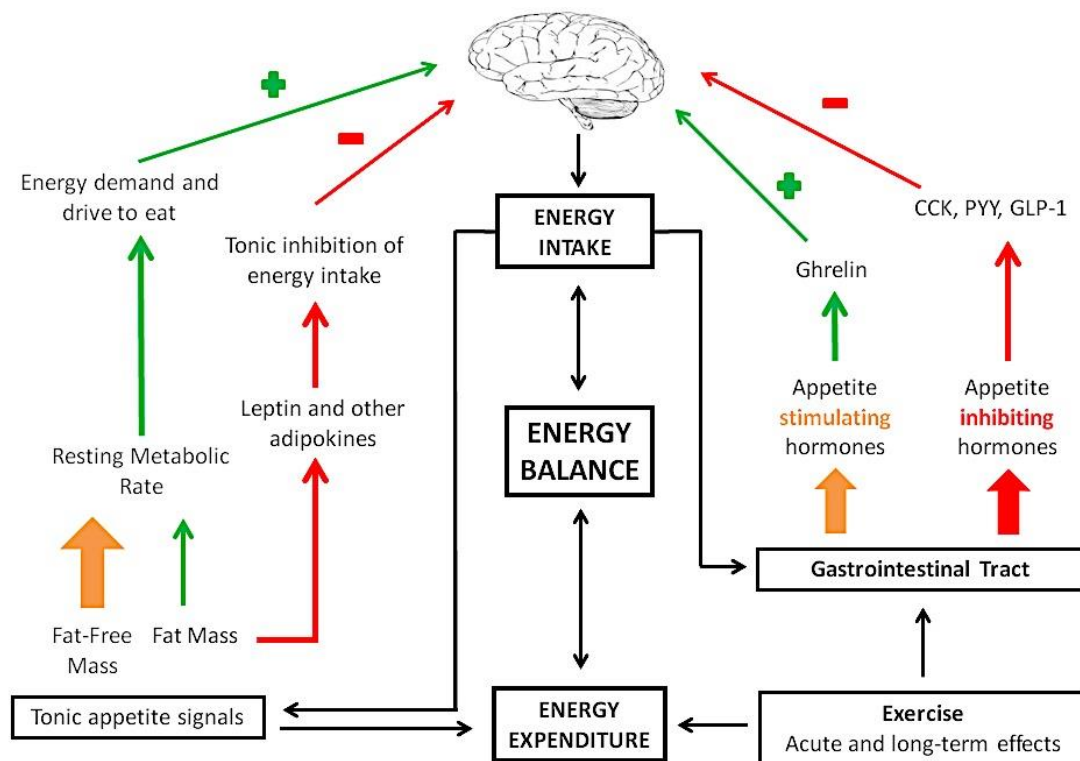 Energy demand and
drive to eat
Tonic inhibition of
energy intake
Leptin and other
adipokines
Resting Metabolic
Rate
Fat-Free
Mass
Fat Mass
Tonic appetite signals
ENERGY
INTAKE
ENERGY
BALANCE
ENERGY
EXPENDITURE
CCK, PYY, GLP-1
Ghrelin
Appetite
stimulating
hormones
Appetite
inhibiting
hormones
Gastrointestinal Tract
Exercise
Acute and long-term effects